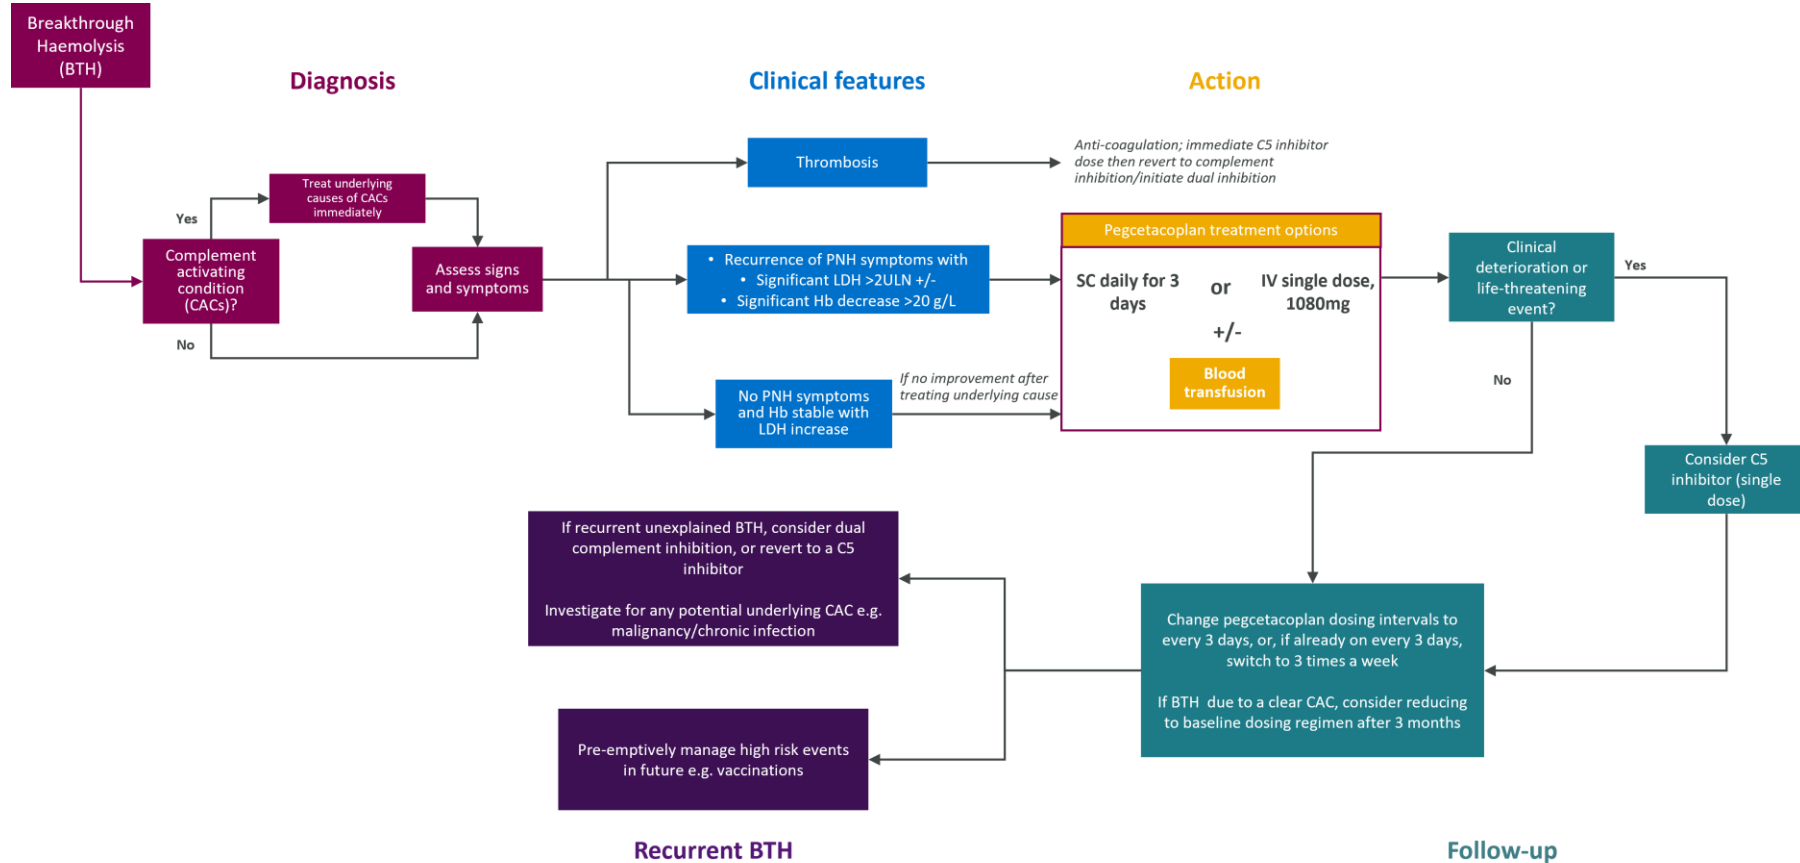 Breakthrough
Haemolysis
(BTH)
Diagnosis
Clinical features
Action
Thrombosis
Anti-coagulation; immediate C5 inhibitor
dose then revert to complement
inhibition/initiate dual inhibition
Treat underlying
causes of CACs
immediately
Yes
Complement
activating
condition
(CACs)?
No
Assess signs
and symptoms
• Recurrence of PNH symptoms with
• Significant LDH >2ULN +/-
• Significant Hb decrease >20 g/L
No PNH symptoms
and Hb stable with
LDH increase
If no improvement after
treating underlying cause
Pegcetacoplan treatment options
SC daily for 3
days
or
IV single dose,
1080mg
+/-
Blood
transfusion
Clinical
deterioration or
life-threatening
event?
Yes
No
Consider C5
inhibitor (single
dose)
If recurrent unexplained BTH, consider dual
complement inhibition, or revert to a C5
inhibitor
Investigate for any potential underlying CAC e.g.
malignancy/chronic infection
Change pegcetacoplan dosing intervals to
every 3 days, or, if already on every 3 days,
switch to 3 times a week
If BTH due to a clear CAC, consider reducing
to baseline dosing regimen after 3 months
Pre-emptively manage high risk events
in future e.g. vaccinations
Recurrent BTH
Follow-up